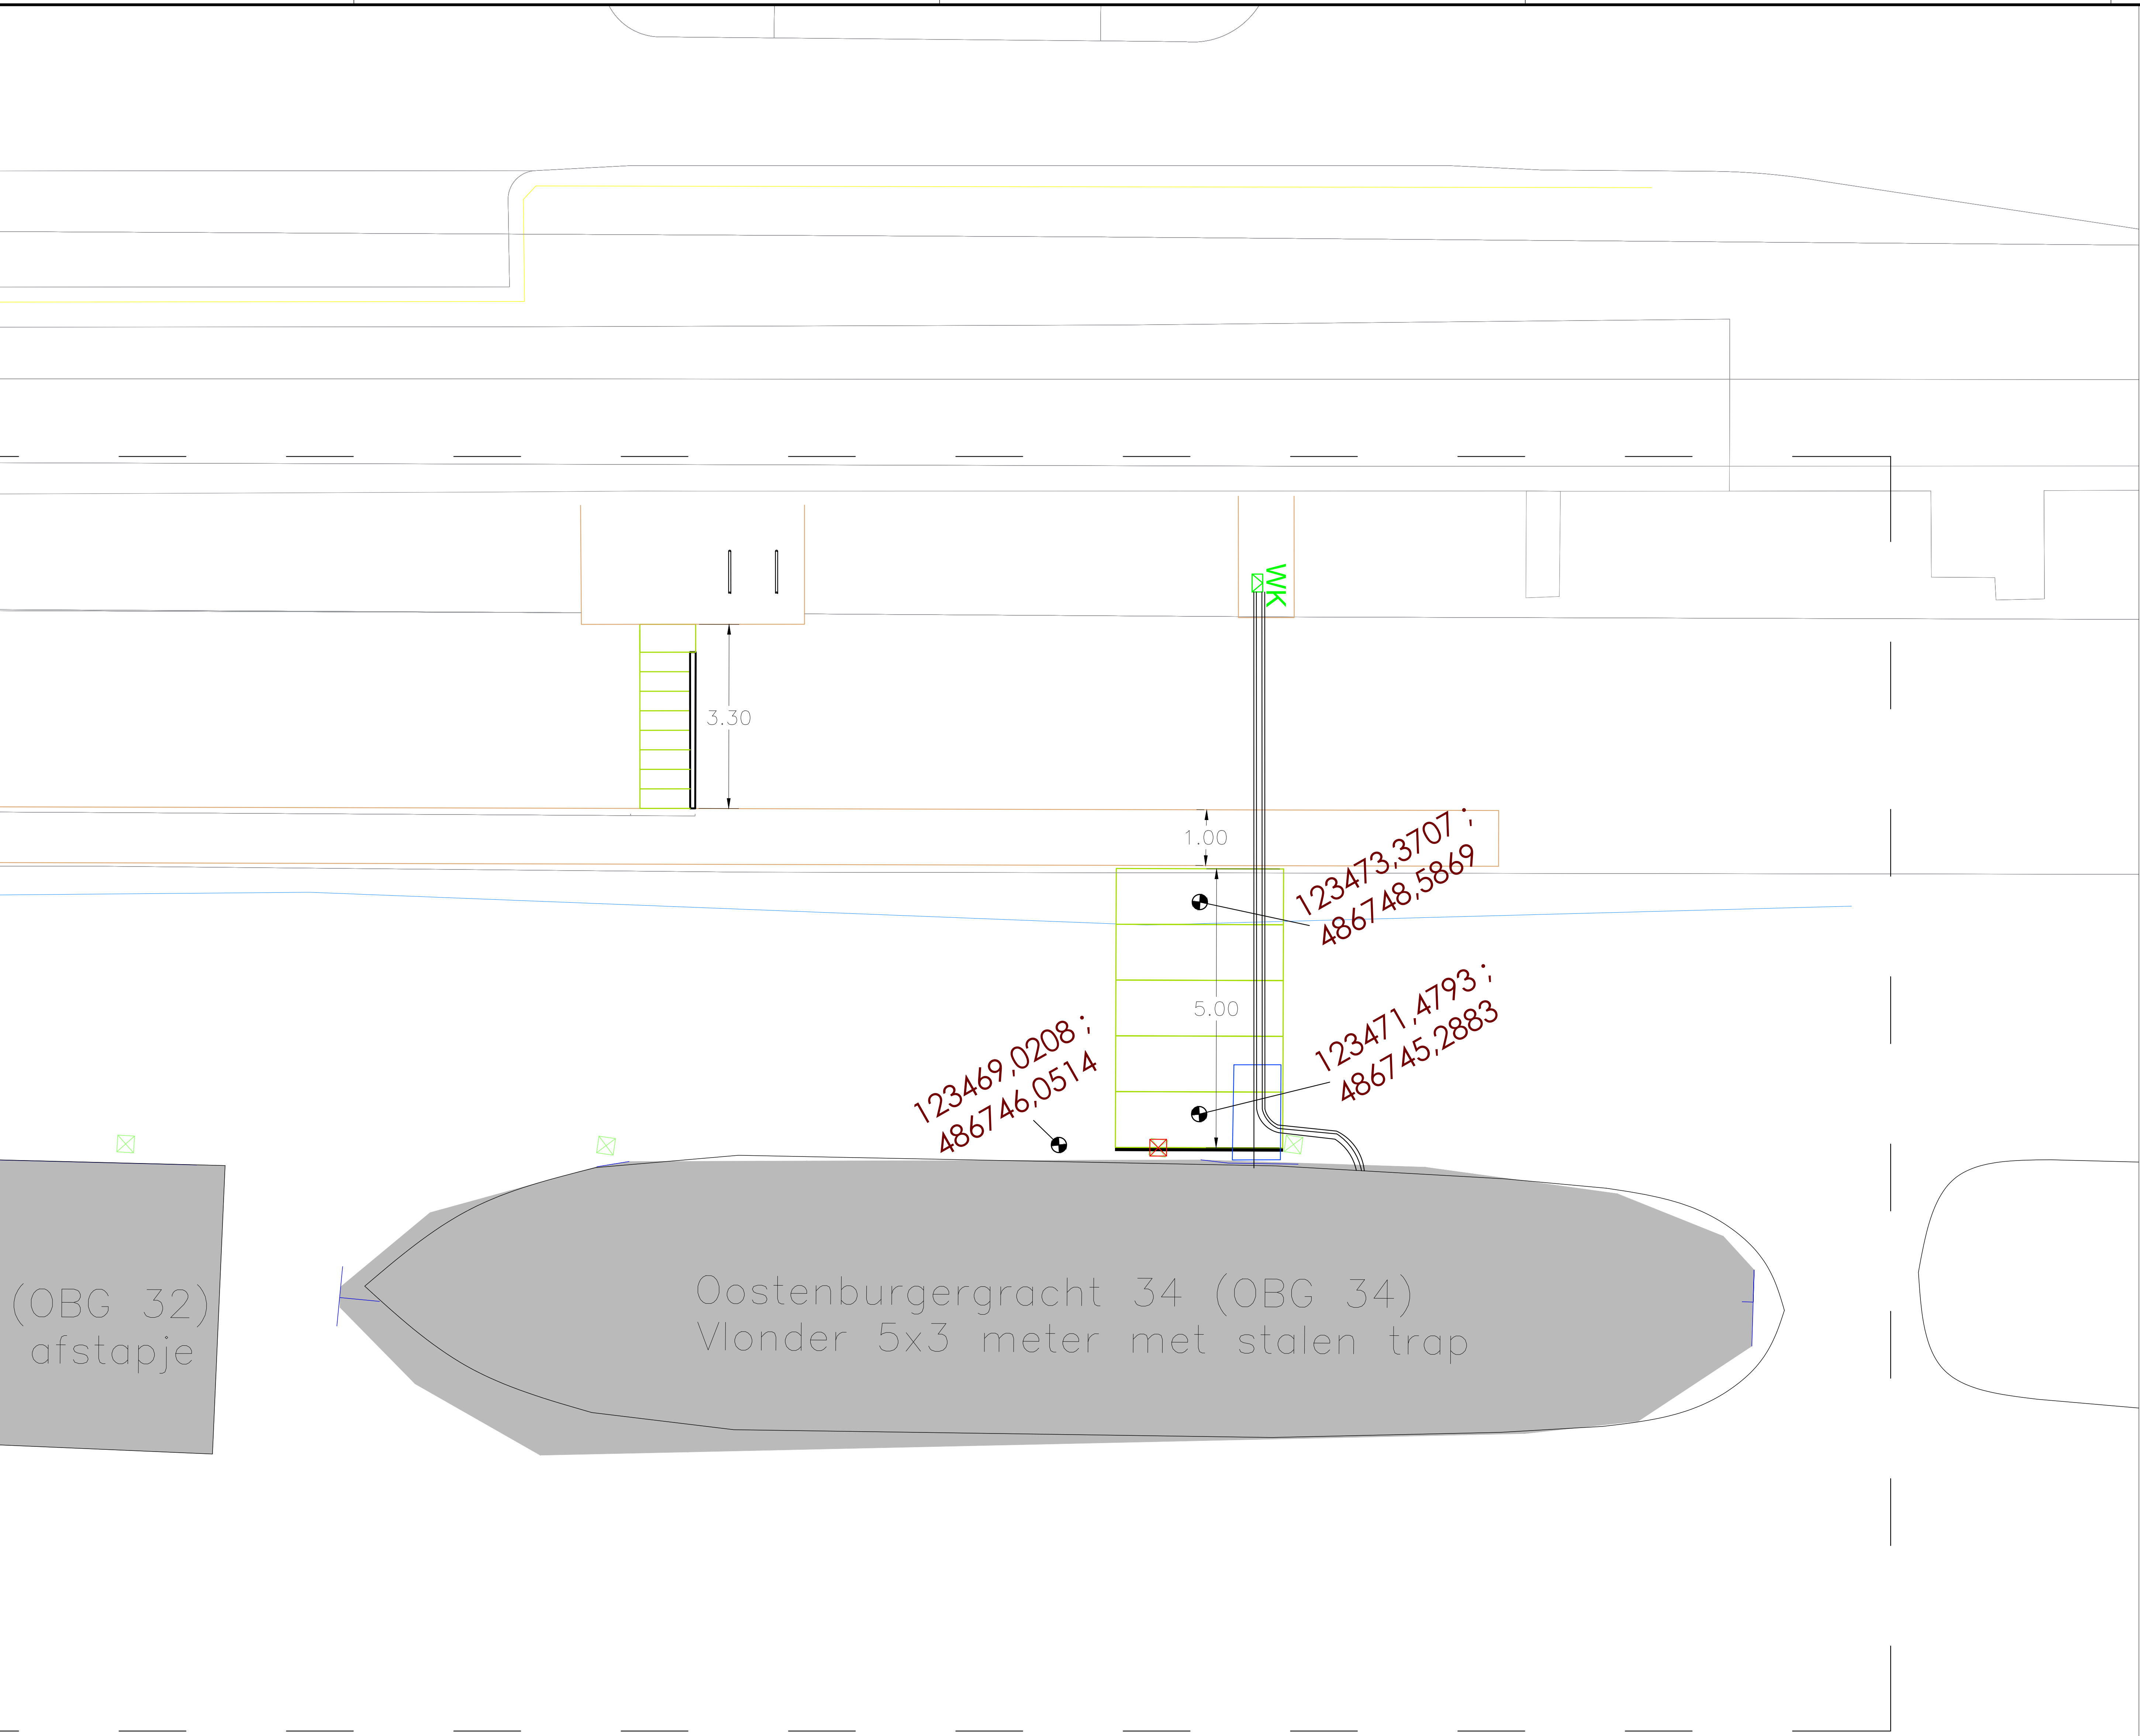 WK
3.30
1.00
123473,3707 ;
486748,5869
5.00
123471,4793 ;
486745,2883
123469,0208 ;
486746,0514
(OBG 32)
afstapje
Oostenburgergracht 34 (OBG 34)
Vlonder 5x3 meter met stalen trap